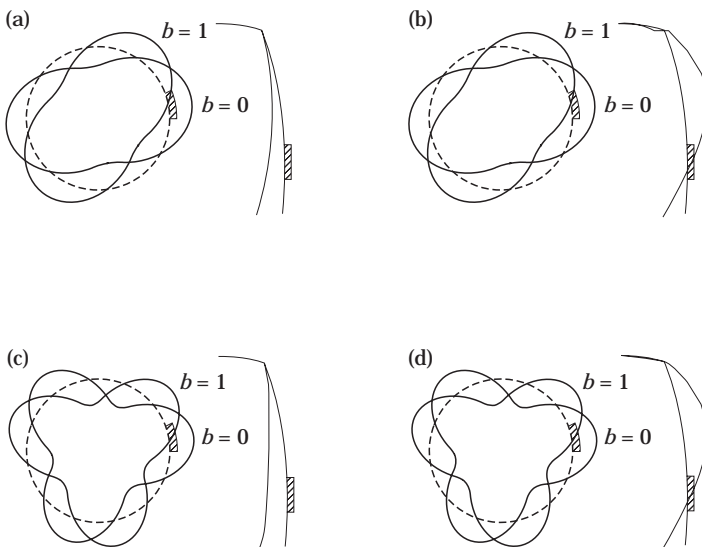 (a)
b = 1
b = 0
(b)
b = 1
b = 0
(c)
b = 1
b = 0
(d)
b = 1
b = 0